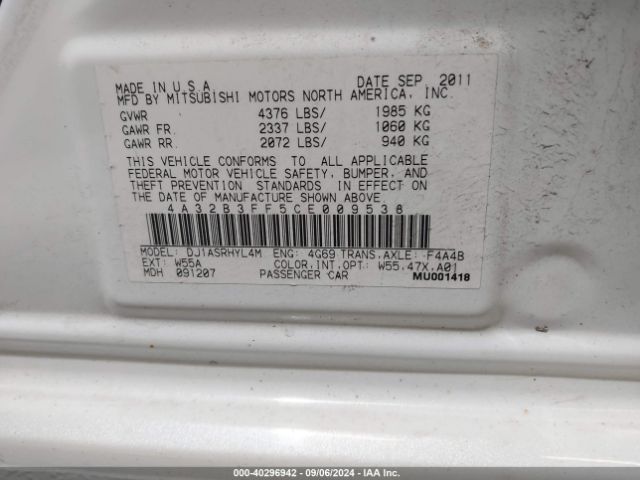 MADE IN U.S.A. DATE SEP. 2011
MFD BY MITSUBISHI MOTORS NORTH AMERICA, INC.
GVWR 4376 LBS/ 1985 KG
GAWR FR. 2337 LBS/ 1060 KG
GAWR RR. 2072 LBS/ 940 KG
THIS VEHICLE CONFORMS TO ALL APPLICABLE
FEDERAL MOTOR VEHICLE SAFETY, BUMPER, AND
THEFT PREVENTION STANDARDS IN EFFECT ON
THE DATE OF MANUFACTURE SHOWN ABOVE.
4A32B3FF5CE009538
MODEL: DJ1ASRHYL4M ENG: 4G69 TRANS.AXLE: F4A4B
EXT: W55A COLOR,INT,OPT: W55.47X.A01
MDH 091207 PASSENGER CAR MU001418
000-40296942 - 09/06/2024 - IAA Inc.